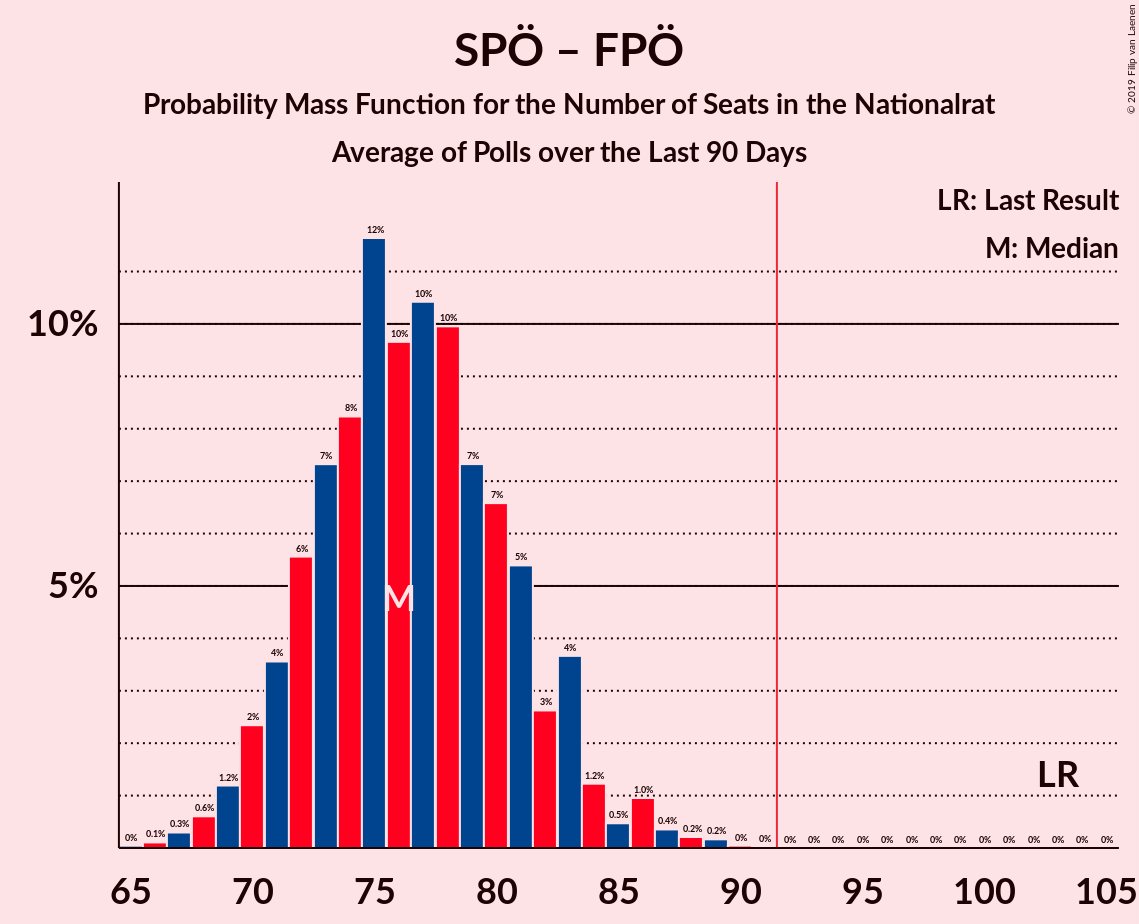 SPÖ – FPÖ
Probability Mass Function for the Number of Seats in the Nationalrat
Average of Polls over the Last 90 Days
© 2019 Filip van Laenen
LR: Last Result
M: Median
10%
5%
0% 0.1% 0.3% 0.6% 1.2% 2% 4% 6% 7% 8% 12% 10% 10% 10% 7% 7% 5% 3% 4% 1.2% 0.5% 1.0% 0.4% 0.2% 0.2% 0% 0% 0% 0% 0% 0% 0% 0% 0% 0% 0% 0% 0% 0% 0% 0%
M
LR
65 70 75 80 85 90 95 100 105